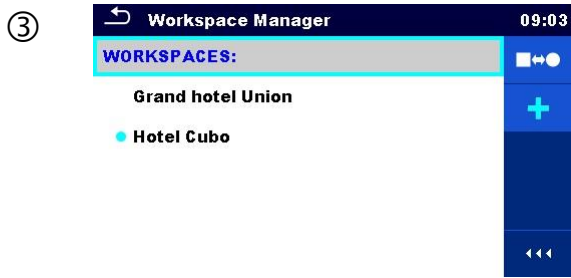 ③
Workspace Manager 09:03
WORKSPACES:
Grand hotel Union
Hotel Cubo